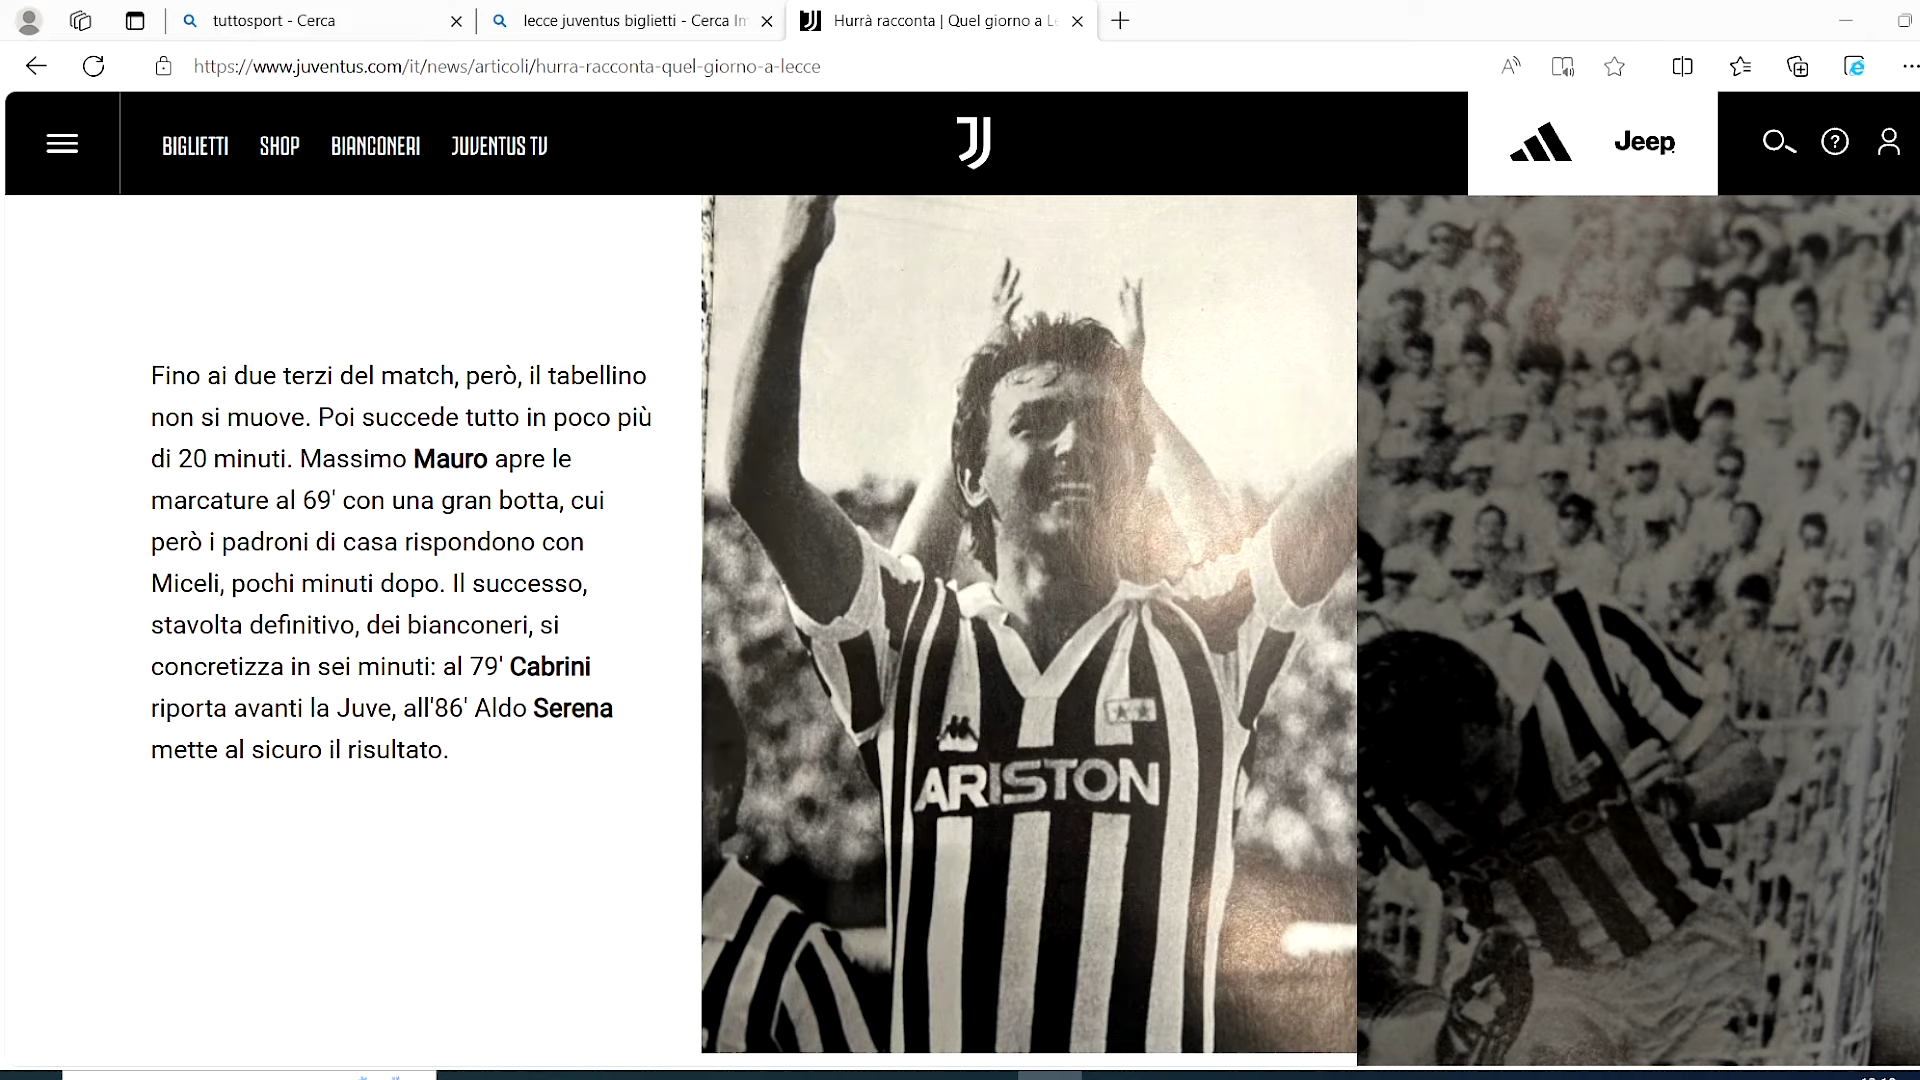 tuttosport - Cerca
lecce juventus biglietti - Cerca Im
Hurrà racconta | Quel giorno a Le
https://www.juventus.com/it/news/articoli/hurra-racconta-quel-giorno-a-lecce
BIGLIETTI SHOP BIANCONERI JUVENTUS TV
Jeep
Fino ai due terzi del match, però, il tabellino
non si muove. Poi succede tutto in poco più
di 20 minuti. Massimo Mauro apre le
marcature al 69' con una gran botta, cui
però i padroni di casa rispondono con
Miceli, pochi minuti dopo. Il successo,
stavolta definitivo, dei bianconeri, si
concretizza in sei minuti: al 79' Cabrini
riporta avanti la Juve, all'86' Aldo Serena
mette al sicuro il risultato.
ARISTON
ARISTON